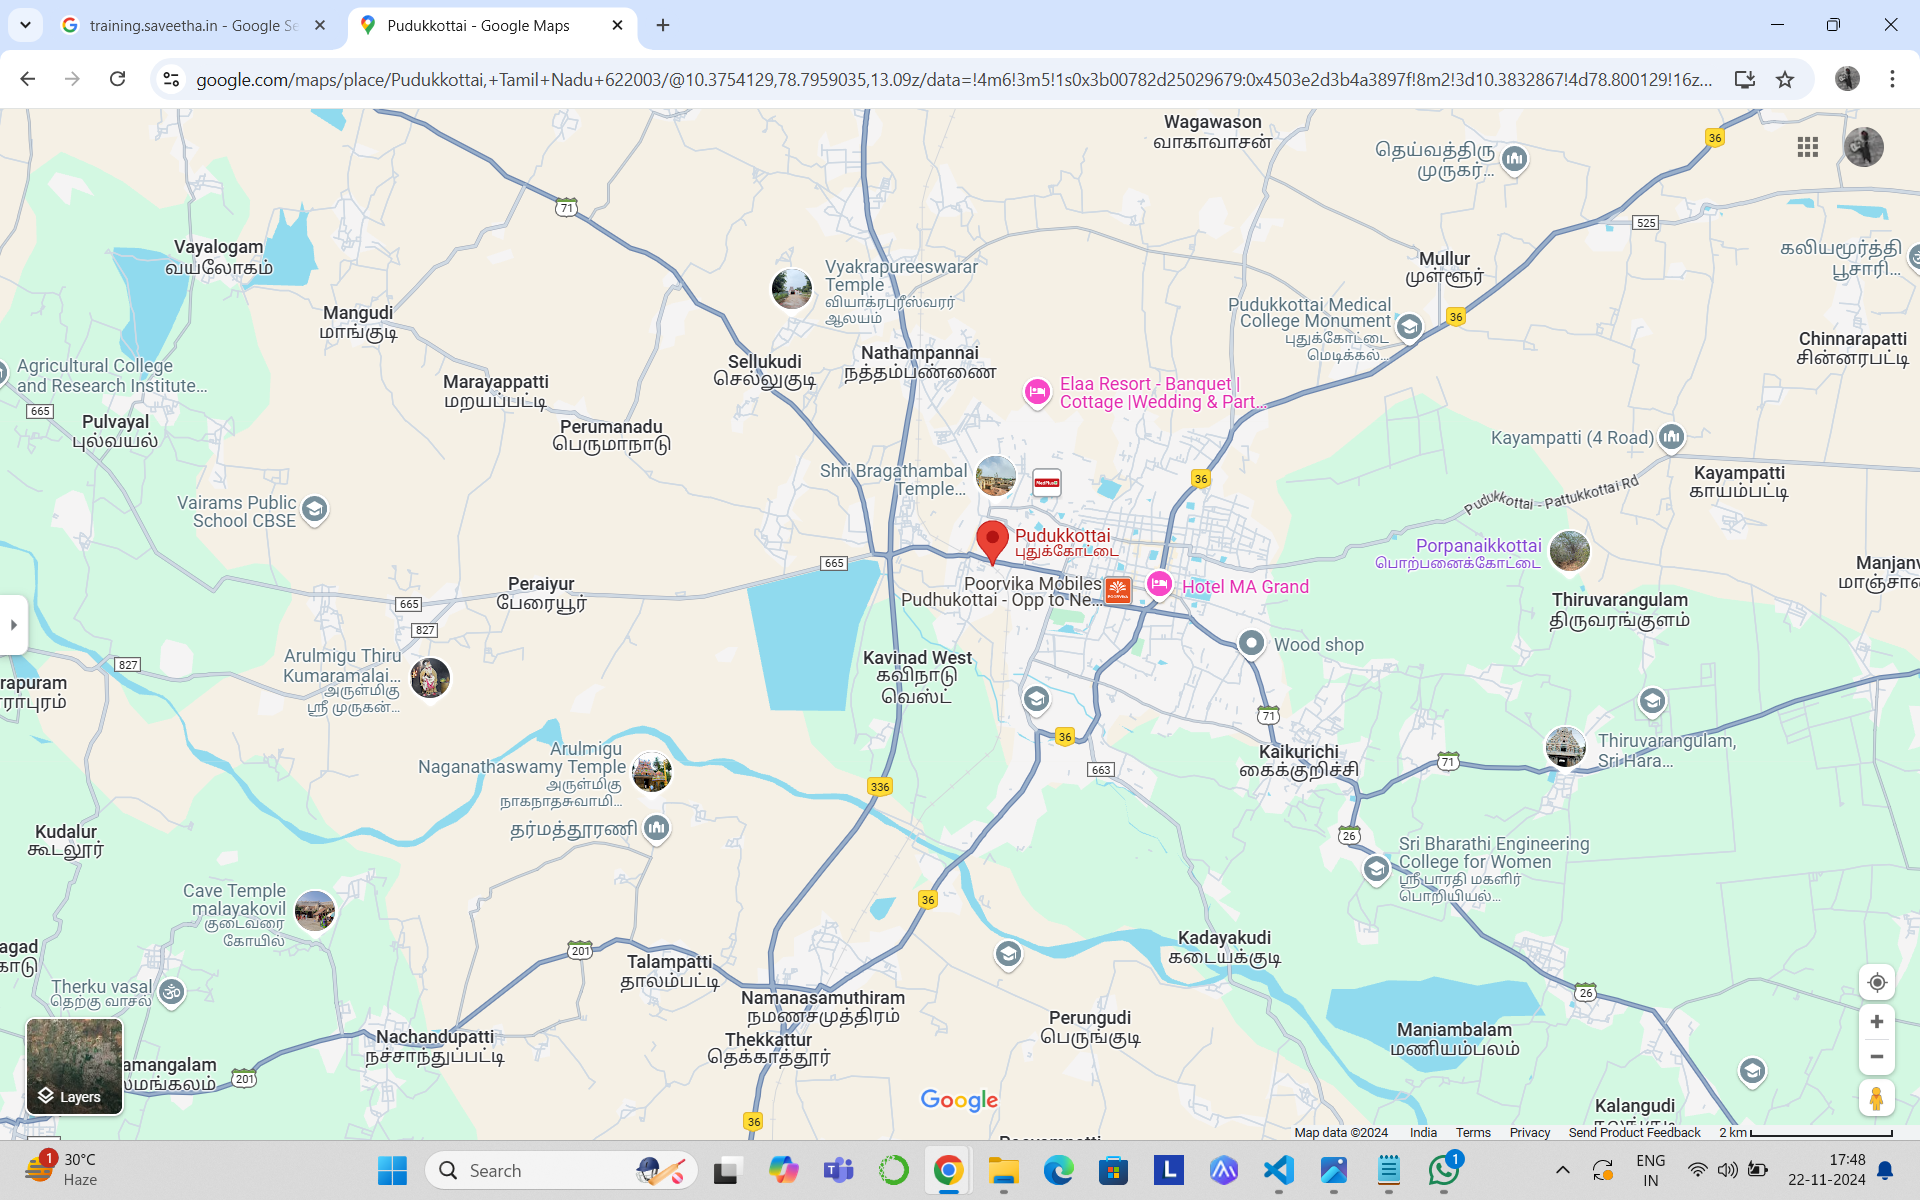 training.saveetha.in - Google Se
Pudukkottai - Google Maps
google.com/maps/place/Pudukkottai,+Tamil+Nadu+622003/@10.3754129,78.7959035,13.09z/data=!4m6!3m5!1s0x3b00782d25029679:0x4503e2d3b4a3897f!8m2!3d10.3832867!4d78.800129!16z...
Wagawason
வாகாவாசன்
36
தெய்வத்திரு
முருகர்...
71
525
Vayalogam
வயலோகம்
Vyakrapureeswarar
Temple
வியாக்ரபுரீஸ்வரர்
ஆலயம்
Mullur
முள்ளூர்
கலியமூர்த்தி
பூசாரி...
Mangudi
மாங்குடி
Pudukkottai Medical
College Monument
புதுக்கோட்டை
மெடிக்கல்...
36
Chinnarapatti
சின்னரபட்டி
Agricultural College
and Research Institute...
Sellukudi
செல்லுகுடி
Nathampannai
நத்தம்பண்ணை
Marayappatti
மறயப்பட்டி
Elaa Resort - Banquet |
Cottage |Wedding & Part...
665
Pulvayal
புல்வயல்
Perumanadu
பெருமாநாடு
Kayampatti (4 Road)
Kayampatti
காயம்பட்டி
Shri Bragathambal
Temple...
36
Pudukkottai - Pattukkottai Rd
Vairams Public
School CBSE
Pudukkottai
புதுக்கோட்டை
Porpanaikkottai
பொற்பனைக்கோட்டை
665
Manjanv
மாஞ்சான
Peraiyur
பேரையூர்
665
Poorvika Mobiles
Pudhukottai - Opp to Ne...
Hotel MA Grand
Thiruvarangulam
திருவரங்குளம்
827
Wood shop
827
Arulmigu Thiru
Kumaramalai...
அருள்மிகு
ஸ்ரீ முருகன்...
Kavinad West
கவிநாடு
வெஸ்ட்
rapuram
ராபுரம்
71
36
Arulmigu
Naganathaswamy Temple
அருள்மிகு
நாகநாதசுவாமி...
Kaikurichi
கைக்குறிச்சி
Thiruvarangulam,
Sri Hara...
71
663
336
தர்மத்தூரணி
26
Kudalur
கூடலூர்
Sri Bharathi Engineering
College for Women
ஸ்ரீ பாரதி மகளிர்
பொறியியல்...
Cave Temple
malayakovil
குடைவரை
கோயில்
36
Kadayakudi
கடையக்குடி
agad
காடு
201
Talampatti
தாலம்பட்டி
Therku vasal
தெற்கு வாசல்
26
Namanasamuthiram
நமணசமுத்திரம்
Perungudi
பெருங்குடி
Maniambalam
மணியம்பலம்
Nachandupatti
நச்சாந்துப்பட்டி
Thekkattur
தெக்காத்தூர்
amangalam
201
Layers
Google
36
Kalangudi
Map data ©2024 India Terms Privacy Send Product Feedback 2 km
1
30°C
Haze
Search
L
1
ENG
IN
17:48
22-11-2024